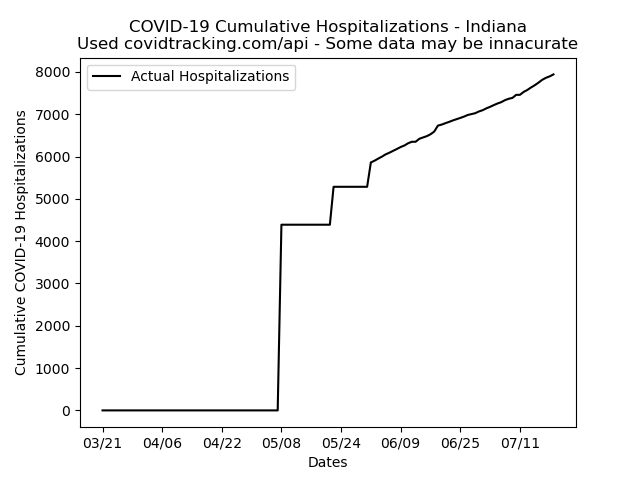 COVID-19 Cumulative Hospitalizations - Indiana
Used covidtracking.com/api - Some data may be innacurate
Actual Hospitalizations
Cumulative COVID-19 Hospitalizations
8000
7000
6000
5000
4000
3000
2000
1000
0
03/21 04/06 04/22 05/08 05/24 06/09 06/25 07/11
Dates